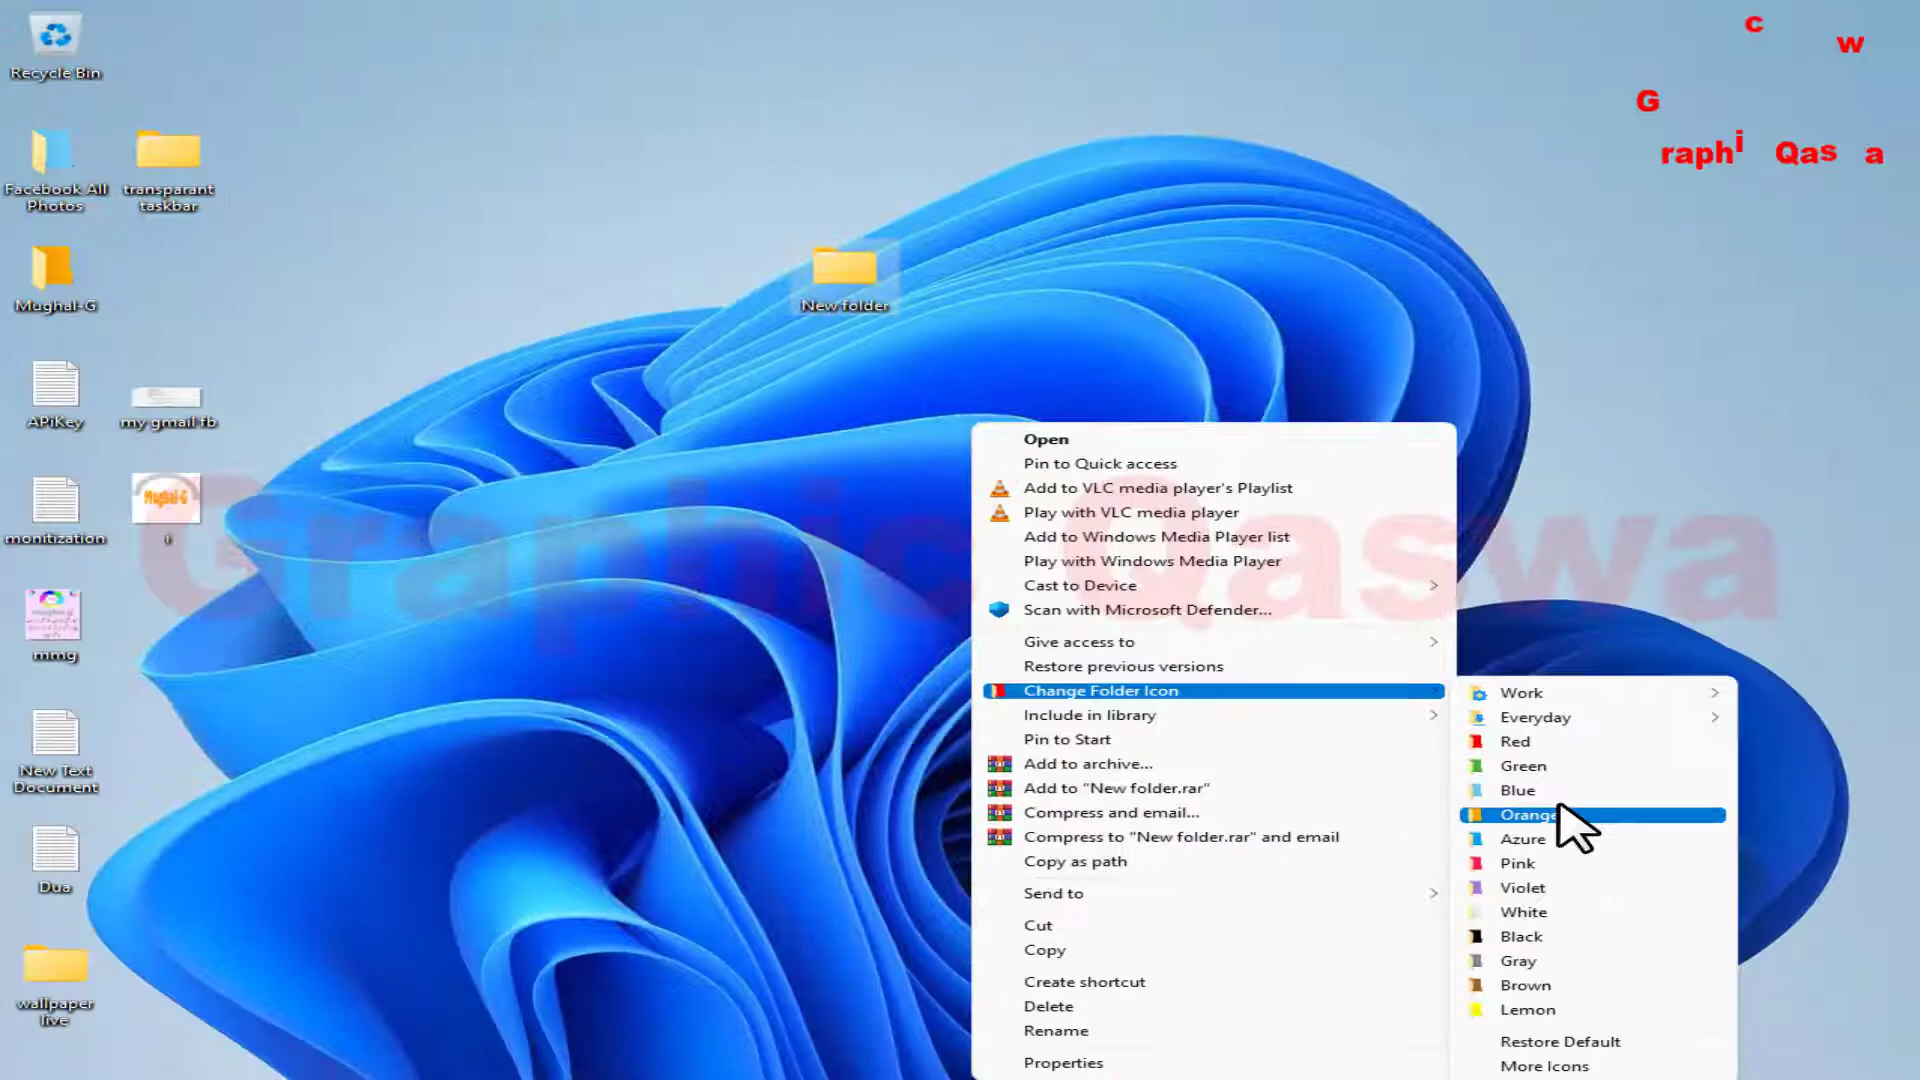 Recycle Bin
Facebook All
Photos
transparant
taskbar
Mughal-G
New folder
APiKey
my gmail fb
monitization
Mughal-G
i
mmg
New Text
Document
Dua
wallpaper
live
c
w
G
raphi Qas a
Graphic Qaswa
Open
Pin to Quick access
Add to VLC media player's Playlist
Play with VLC media player
Add to Windows Media Player list
Play with Windows Media Player
Cast to Device
Scan with Microsoft Defender...
Give access to
Restore previous versions
Change Folder Icon
Include in library
Pin to Start
Add to archive...
Add to "New folder.rar"
Compress and email...
Compress to "New folder.rar" and email
Copy as path
Send to
Cut
Copy
Create shortcut
Delete
Rename
Properties
Work
Everyday
Red
Green
Blue
Orange
Azure
Pink
Violet
White
Black
Gray
Brown
Lemon
Restore Default
More Icons